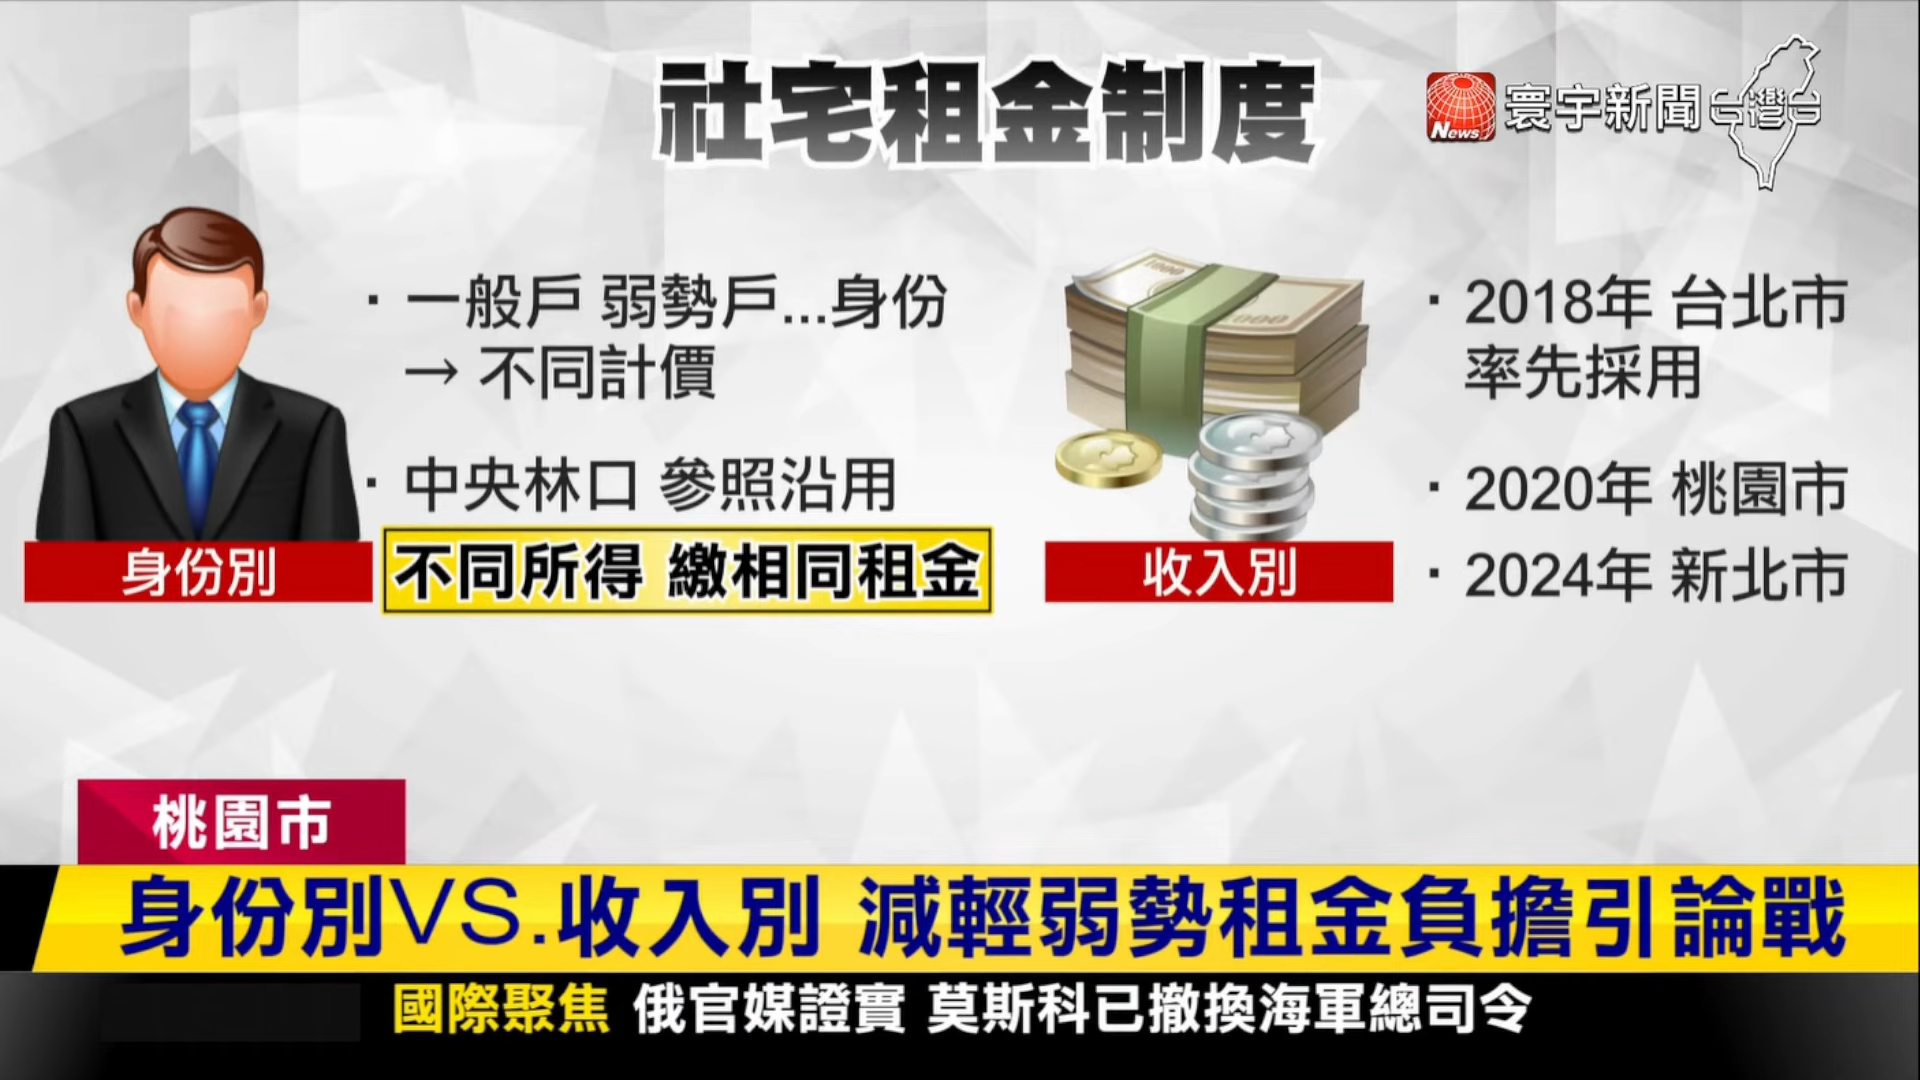 社宅租金制度
News 寰宇新聞 台灣台
· 一般戶 弱勢戶...身份
→ 不同計價
· 中央林口 參照沿用
不同所得 繳相同租金
身份別
· 2018年 台北市
率先採用
· 2020年 桃園市
· 2024年 新北市
收入別
桃園市
身份別VS.收入別 減輕弱勢租金負擔引論戰
國際聚焦 俄官媒證實 莫斯科已撤換海軍總司令